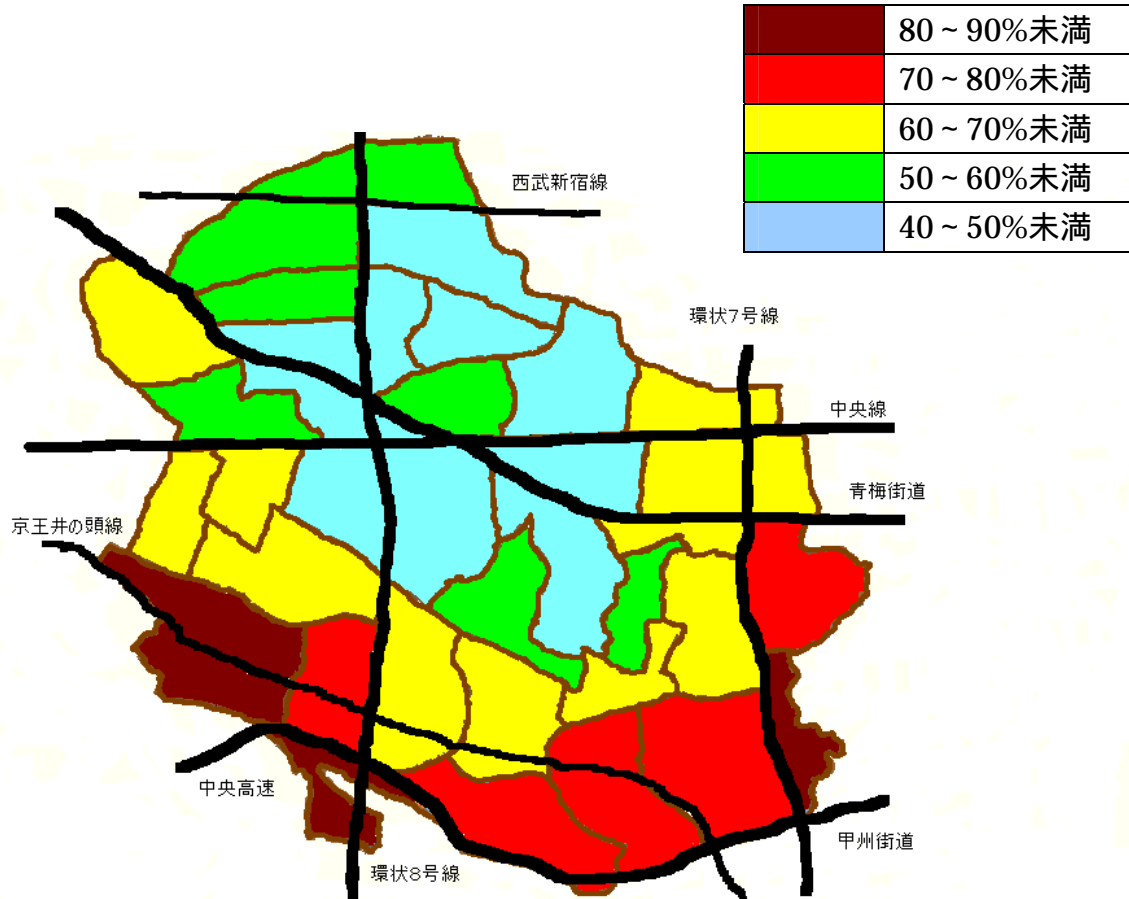 80~90%未満
70~80%未満
60~70%未満
50~60%未満
40~50%未満
西武新宿線
環状7号線
中央線
青梅街道
京王井の頭線
中央高速
甲州街道
環状8号線